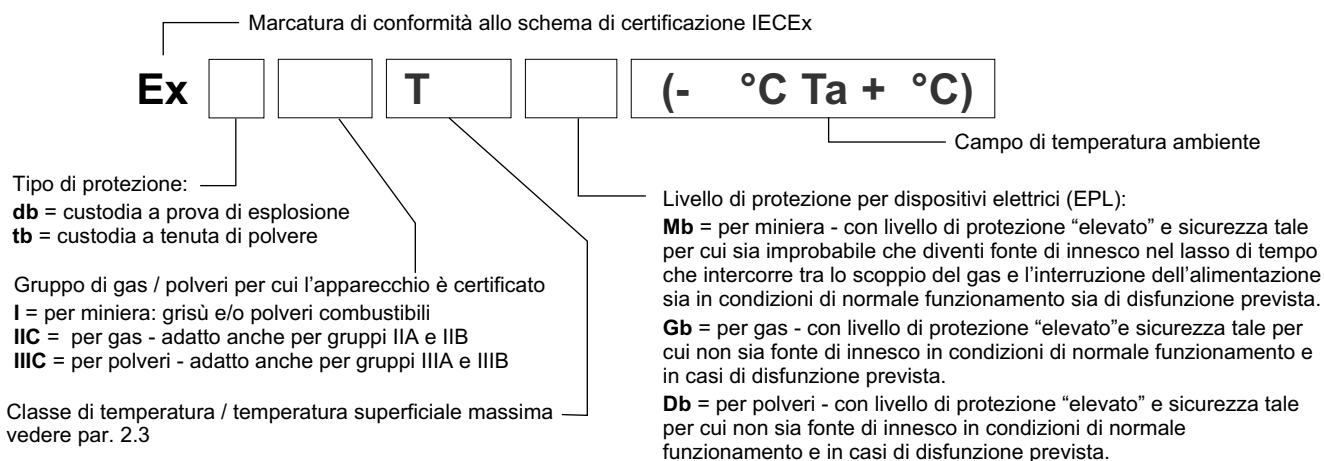 Marcatura di conformità allo schema di certificazione IECEx
Ex T (- °C Ta + °C)
Campo di temperatura ambiente
Tipo di protezione:
db = custodia a prova di esplosione
tb = custodia a tenuta di polvere
Gruppo di gas / polveri per cui l'apparecchio è certificato
I = per miniera: grisù e/o polveri combustibili
IIC = per gas - adatto anche per gruppi IIA e IIB
IIIC = per polveri - adatto anche per gruppi IIIA e IIIB
Classe di temperatura / temperatura superficiale massima
vedere par. 2.3
Livello di protezione per dispositivi elettrici (EPL):
Mb = per miniera - con livello di protezione “elevato” e sicurezza tale
per cui sia improbabile che diventi fonte di innesco nel lasso di tempo
che intercorre tra lo scoppio del gas e l'interruzione dell'alimentazione
sia in condizioni di normale funzionamento sia di disfunzione prevista.
Gb = per gas - con livello di protezione “elevato”e sicurezza tale per
cui non sia fonte di innesco in condizioni di normale funzionamento e
in casi di disfunzione prevista.
Db = per polveri - con livello di protezione “elevato” e sicurezza tale
per cui non sia fonte di innesco in condizioni di normale
funzionamento e in casi di disfunzione prevista.